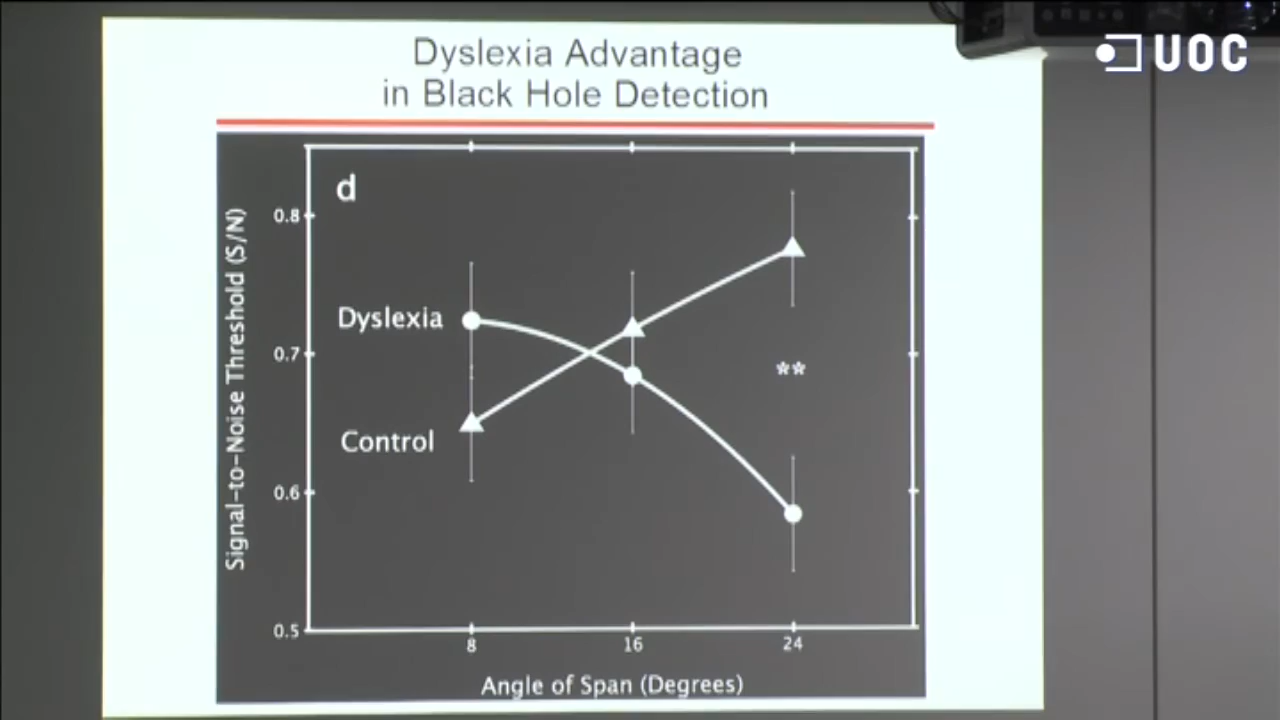 UOC
Dyslexia Advantage
in Black Hole Detection
d
Signal-to-Noise Threshold (S/N)
0.8
0.7
0.6
0.5
Dyslexia
Control
**
8 16 24
Angle of Span (Degrees)